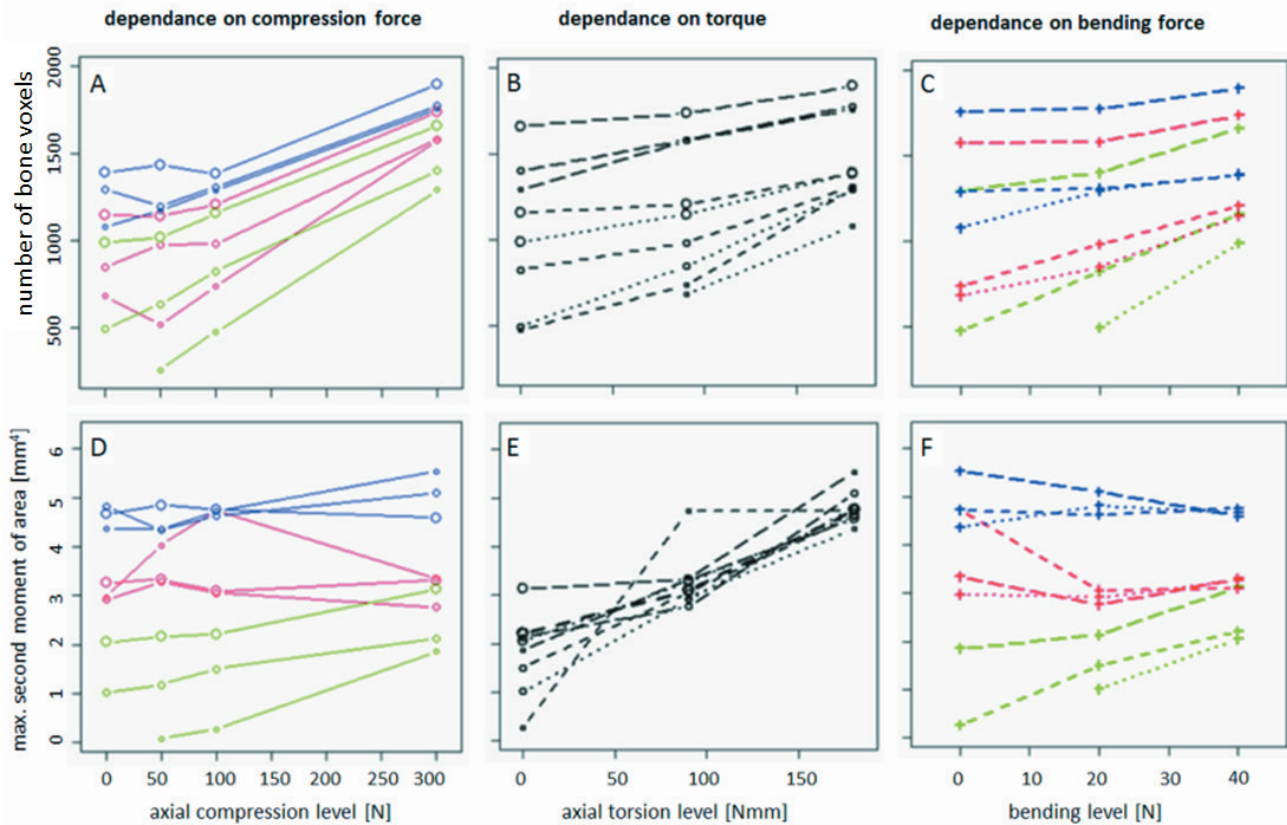 dependance on compression force
dependance on torque
dependance on bending force
number of bone voxels
2000
1500
1000
500
A
B
C
max. second moment of area [mm⁴]
6
5
4
3
2
1
0
D
E
F
0 50 100 150 200 250 300
0 50 100 150
0 20 40
axial compression level [N]
axial torsion level [Nmm]
bending level [N]